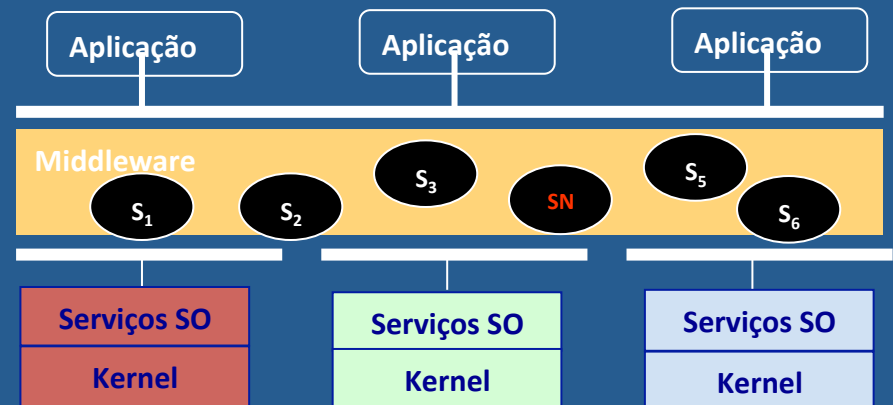 Aplicação
Aplicação
Aplicação
Middleware
S1
S2
S3
SN
S5
S6
Serviços SO
Kernel
Serviços SO
Kernel
Serviços SO
Kernel